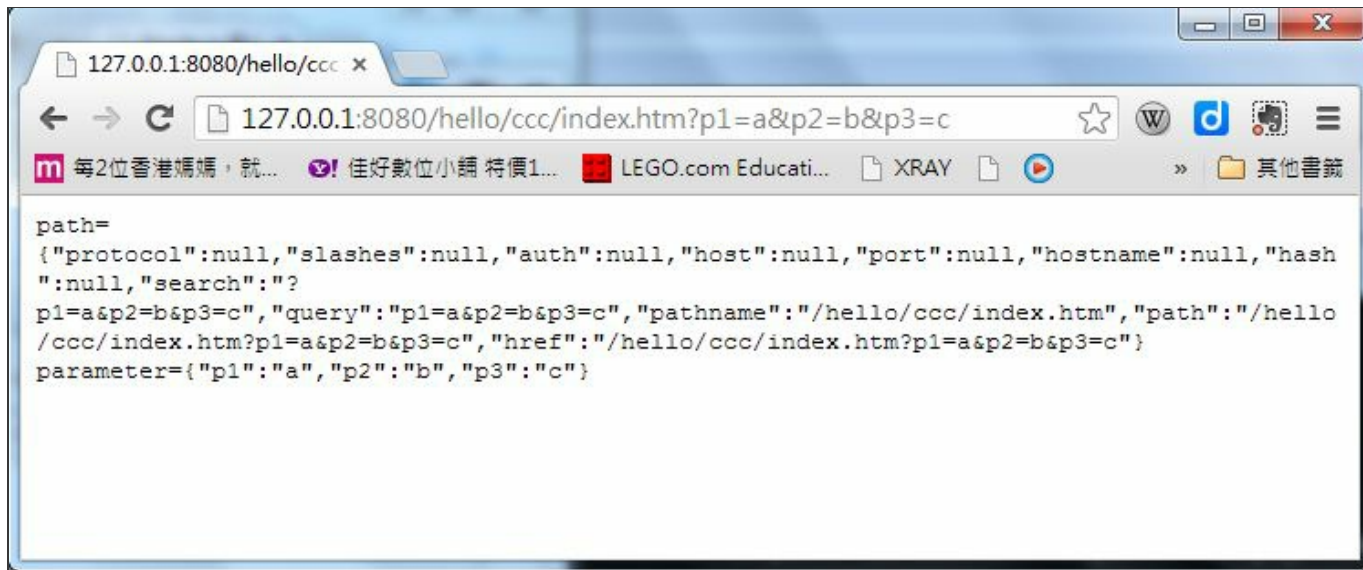 127.0.0.1:8080/hello/ccc
127.0.0.1:8080/hello/ccc/index.htm?p1=a&p2=b&p3=c
每2位香港媽媽，就... 佳好數位小舖 特價1... LEGO.com Educati... XRAY » 其他書籤
path=
{"protocol":null,"slashes":null,"auth":null,"host":null,"port":null,"hostname":null,"hash
":null,"search":"?
p1=a&p2=b&p3=c","query":"p1=a&p2=b&p3=c","pathname":"/hello/ccc/index.htm","path":"/hello
/ccc/index.htm?p1=a&p2=b&p3=c","href":"/hello/ccc/index.htm?p1=a&p2=b&p3=c"}
parameter={"p1":"a","p2":"b","p3":"c"}